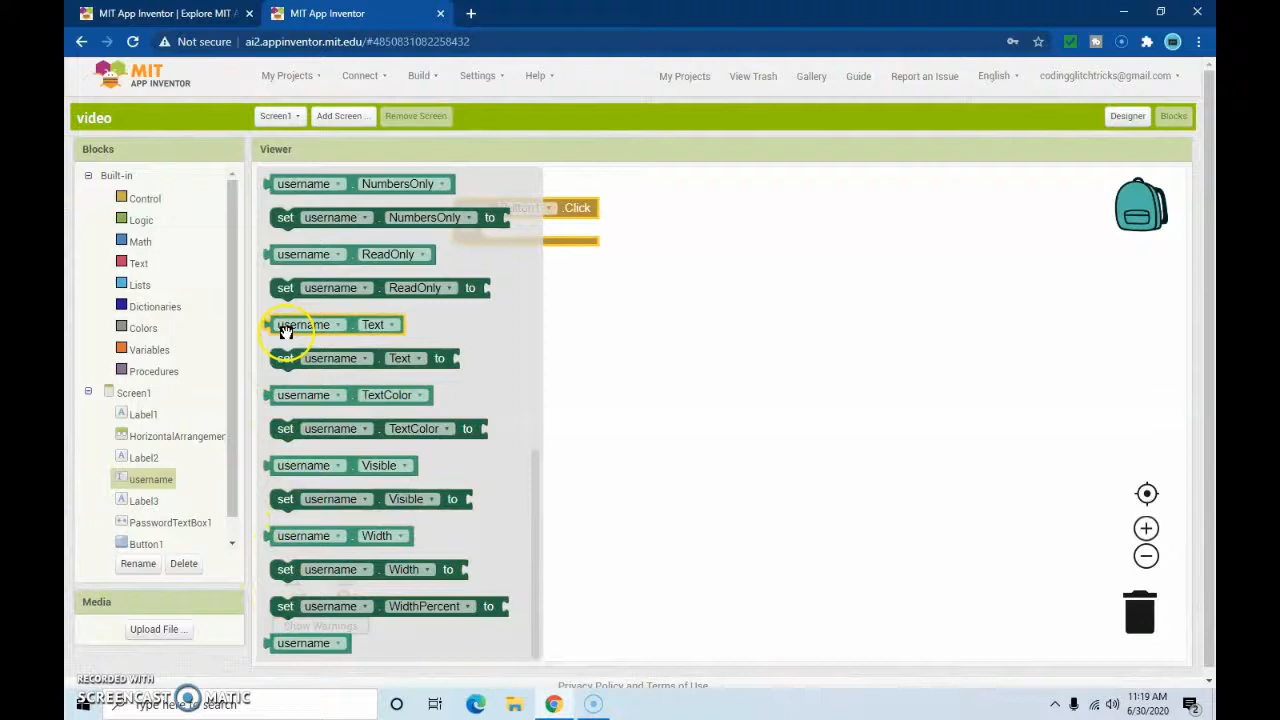 MIT App Inventor | Explore MIT A
MIT App Inventor
Not secure | ai2.appinventor.mit.edu/#4850831082258432
MIT
APP INVENTOR
My Projects
Connect
Build
Settings
Help
My Projects
View Trash
Gallery
Guide
Report an Issue
English
codingglitchtricks@gmail.com
video
Screen1
Add Screen ...
Remove Screen
Designer
Blocks
Blocks
Built-in
Control
Logic
Math
Text
Lists
Dictionaries
Colors
Variables
Procedures
Screen1
Label1
HorizontalArrangemer
Label2
username
Label3
PasswordTextBox1
Button1
Rename
Delete
Media
Upload File ...
Viewer
username . NumbersOnly
set username . NumbersOnly to
username . ReadOnly
set username . ReadOnly to
username . Text
set username . Text to
username . TextColor
set username . TextColor to
username . Visible
set username . Visible to
username . Width
set username . Width to
set username . WidthPercent to
Show Warnings
username
.Click
Privacy Policy and Terms of Use
RECORDED WITH
SCREENCAST MATIC
Type here to search
11:19 AM
6/30/2020
2